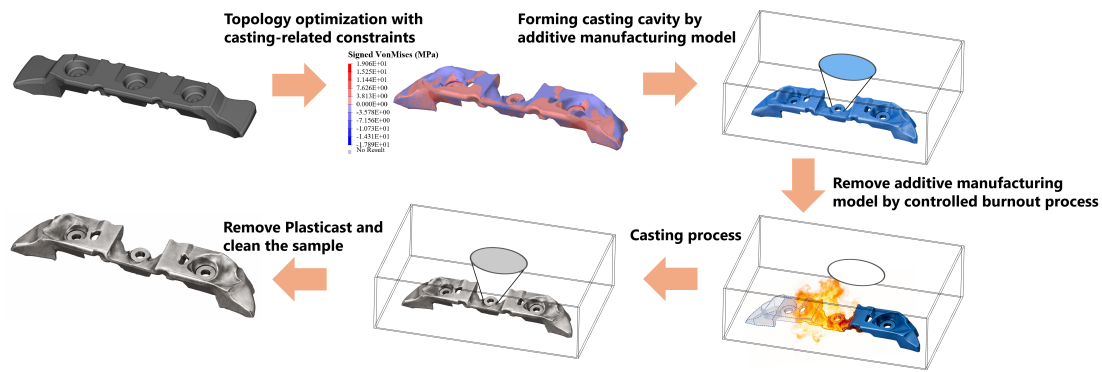 Topology optimization with
casting-related constraints
Signed VonMises (MPa)
1.906E+01
1.525E+01
1.144E+01
7.626E+00
3.813E+00
0.000E+00
-3.578E+00
-7.156E+00
-1.073E+01
-1.431E+01
-1.789E+01
No Result
Forming casting cavity by
additive manufacturing model
Remove additive manufacturing
model by controlled burnout process
Casting process
Remove Plasticast and
clean the sample